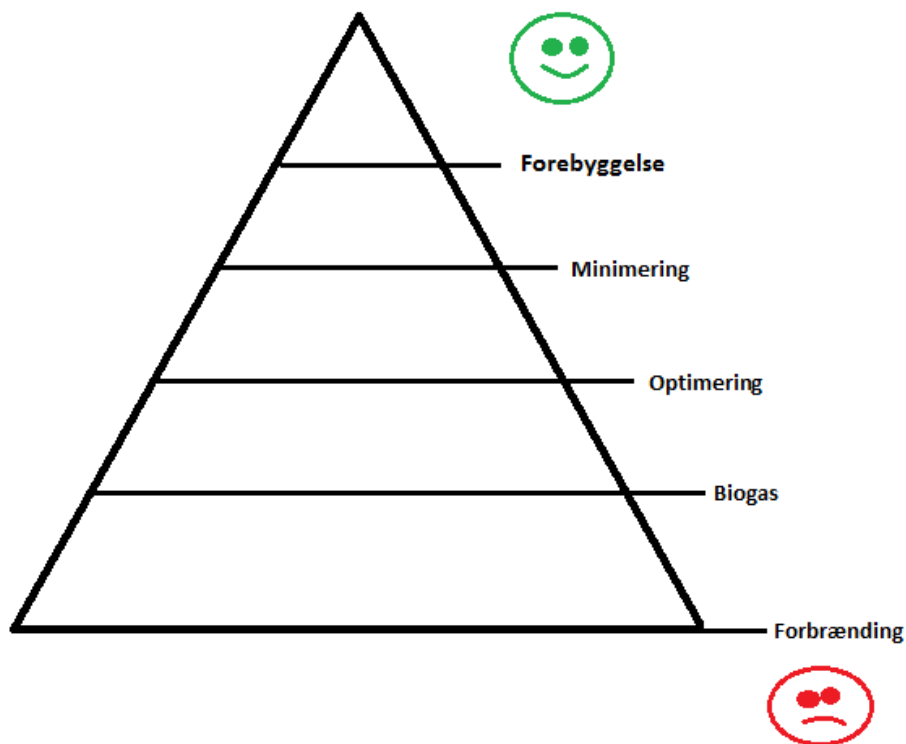 Forebyggelse
Minimering
Optimering
Biogas
Forbrænding